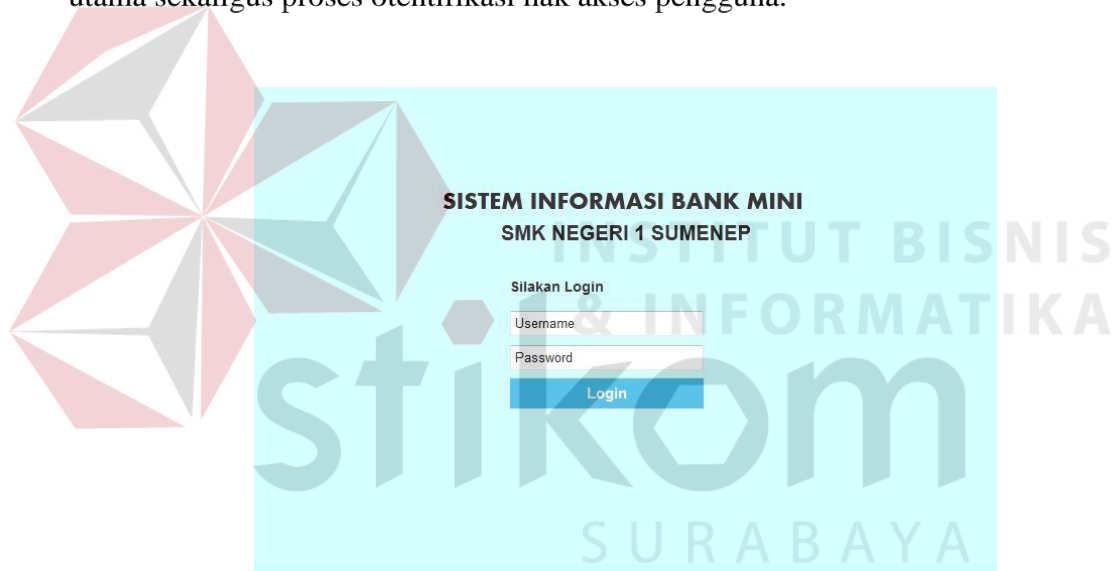 utama sekaligus proses otentifikasi hak akses pengguna.
SISTEM INFORMASI BANK MINI
SMK NEGERI 1 SUMENEP
INSTITUT BISNIS
Silakan Login
& INFORMATIKA
Username
Password
stikom
Login
SURABAYA